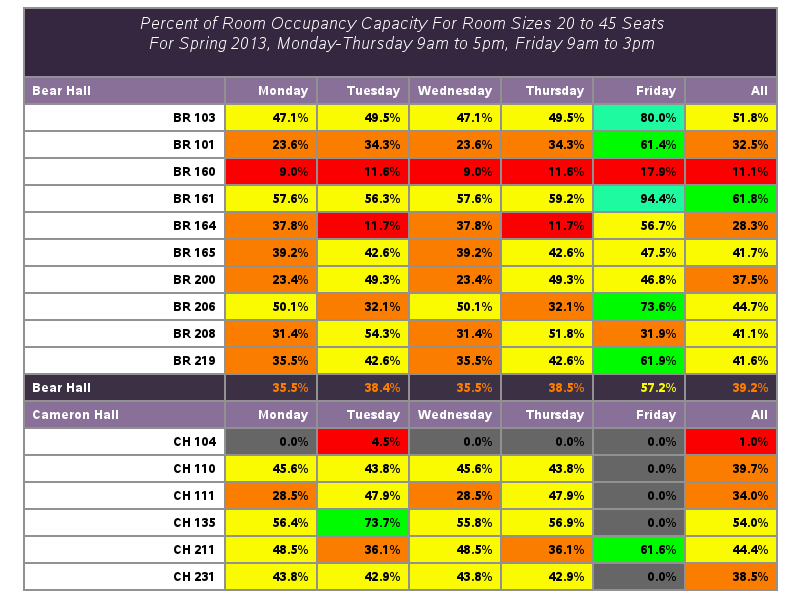 Percent of Room Occupancy Capacity For Room Sizes 20 to 45 Seats
For Spring 2013, Monday-Thursday 9am to 5pm, Friday 9am to 3pm
Bear Hall Monday Tuesday Wednesday Thursday Friday All
BR 103 47.1% 49.5% 47.1% 49.5% 80.0% 51.8%
BR 101 23.6% 34.3% 23.6% 34.3% 61.4% 32.5%
BR 160 9.0% 11.6% 9.0% 11.6% 17.9% 11.1%
BR 161 57.6% 56.3% 57.6% 59.2% 94.4% 61.8%
BR 164 37.8% 11.7% 37.8% 11.7% 56.7% 28.3%
BR 165 39.2% 42.6% 39.2% 42.6% 47.5% 41.7%
BR 200 23.4% 49.3% 23.4% 49.3% 46.8% 37.5%
BR 206 50.1% 32.1% 50.1% 32.1% 73.6% 44.7%
BR 208 31.4% 54.3% 31.4% 51.8% 31.9% 41.1%
BR 219 35.5% 42.6% 35.5% 42.6% 61.9% 41.6%
Bear Hall 35.5% 38.4% 35.5% 38.5% 57.2% 39.2%
Cameron Hall Monday Tuesday Wednesday Thursday Friday All
CH 104 0.0% 4.5% 0.0% 0.0% 0.0% 1.0%
CH 110 45.6% 43.8% 45.6% 43.8% 0.0% 39.7%
CH 111 28.5% 47.9% 28.5% 47.9% 0.0% 34.0%
CH 135 56.4% 73.7% 55.8% 56.9% 0.0% 54.0%
CH 211 48.5% 36.1% 48.5% 36.1% 61.6% 44.4%
CH 231 43.8% 42.9% 43.8% 42.9% 0.0% 38.5%